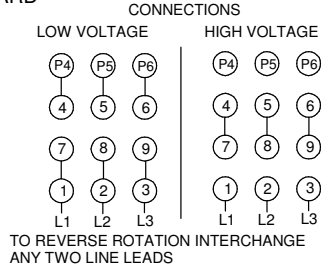 CONNECTIONS
LOW VOLTAGE HIGH VOLTAGE
P4 P5 P6 P4 P5 P6
4 5 6 4 5 6
7 8 9 7 8 9
1 2 3 1 2 3
L1 L2 L3 L1 L2 L3
TO REVERSE ROTATION INTERCHANGE
ANY TWO LINE LEADS